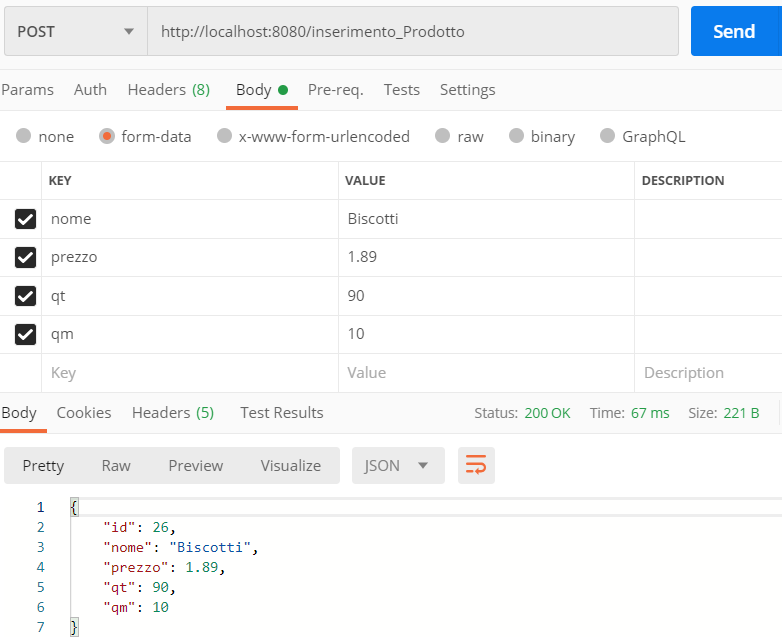 POST http://localhost:8080/inserimento_Prodotto Send
Params Auth Headers (8) Body Pre-req. Tests Settings
none form-data x-www-form-urlencoded raw binary GraphQL
KEY VALUE DESCRIPTION
nome Biscotti
prezzo 1.89
qt 90
qm 10
Key Value Description
Body Cookies Headers (5) Test Results Status: 200 OK Time: 67 ms Size: 221 B
Pretty Raw Preview Visualize JSON
1 {
2 "id": 26,
3 "nome": "Biscotti",
4 "prezzo": 1.89,
5 "qt": 90,
6 "qm": 10
7 }